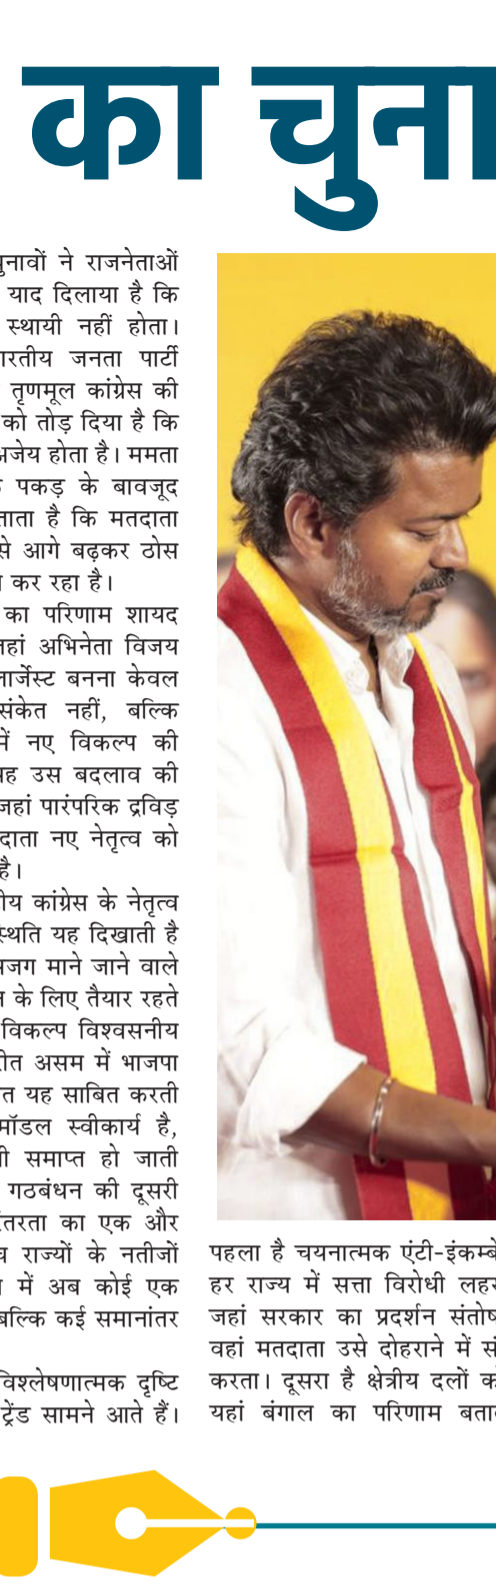 का चुना
चुनावों ने राजनेताओं
याद दिलाया है कि
स्थायी नहीं होता।
भारतीय जनता पार्टी
तृणमूल कांग्रेस की
को तोड़ दिया है कि
अजेय होता है। ममता
पकड़ के बावजूद
है कि मतदाता
से आगे बढ़कर ठोस
कर रहा है।
का परिणाम शायद
जहां अभिनेता विजय
लार्जेस्ट बनना केवल
संकेत नहीं, बल्कि
में नए विकल्प की
यह उस बदलाव की
जहां पारंपरिक द्रविड़
दाता नए नेतृत्व को
है।
ीय कांग्रेस के नेतृत्व
स्थिति यह दिखाती है
सजग माने जाने वाले
के लिए तैयार रहते
विकल्प विश्वसनीय
रीत असम में भाजपा
त यह साबित करती
मॉडल स्वीकार्य है,
समाप्त हो जाती
गठबंधन की दूसरी
ंतरता का एक और
राज्यों के नतीजों
में अब कोई एक
बल्कि कई समानांतर
विश्लेषणात्मक दृष्टि
ट्रेंड सामने आते हैं।
पहला है चयनात्मक एंटी-इंकम्बे
हर राज्य में सत्ता विरोधी लहर
जहां सरकार का प्रदर्शन संतोष
वहां मतदाता उसे दोहराने में सं
करता। दूसरा है क्षेत्रीय दलों क
यहां बंगाल का परिणाम बता